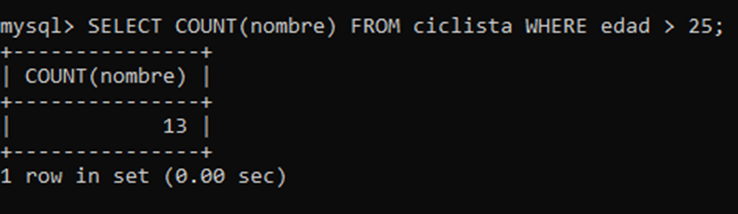 mysql> SELECT COUNT(nombre) FROM ciclista WHERE edad > 25;
+---------------+
| COUNT(nombre) |
+---------------+
|            13 |
+---------------+
1 row in set (0.00 sec)